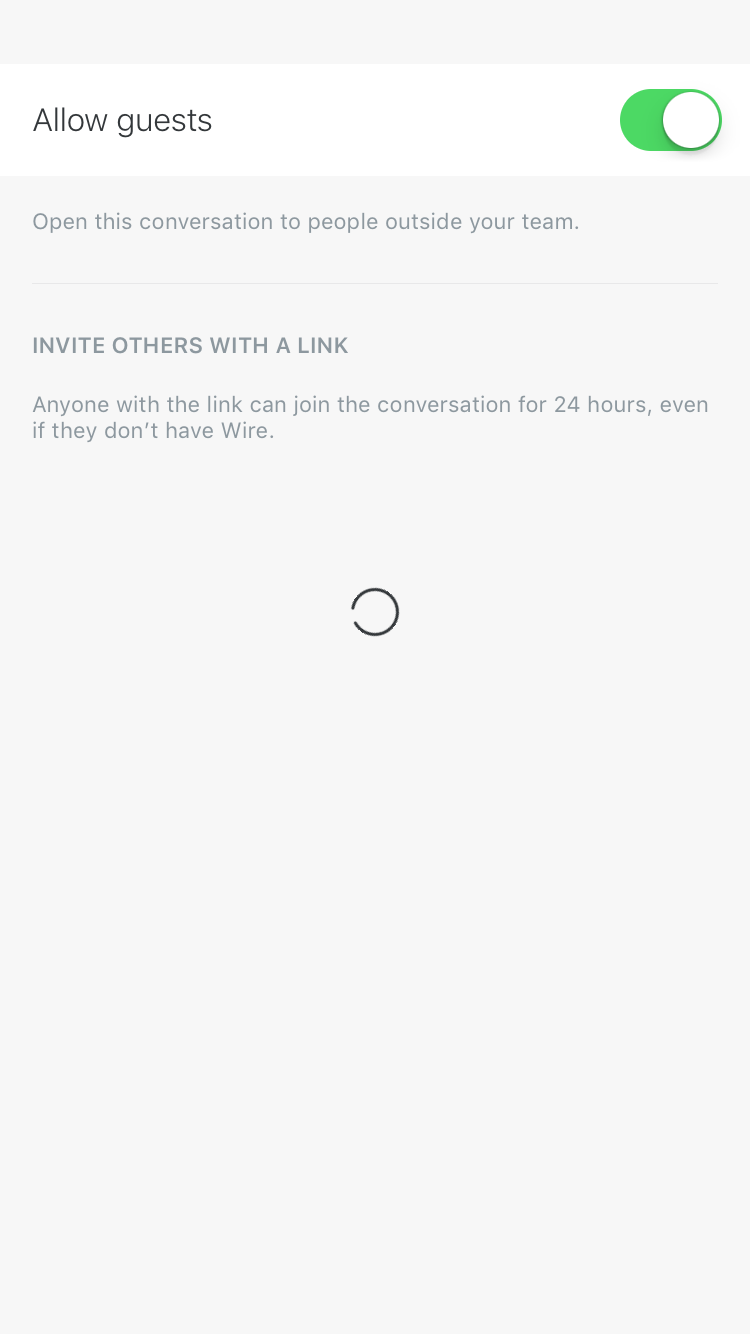 Allow guests
Open this conversation to people outside your team.
INVITE OTHERS WITH A LINK
Anyone with the link can join the conversation for 24 hours, even
if they don’t have Wire.